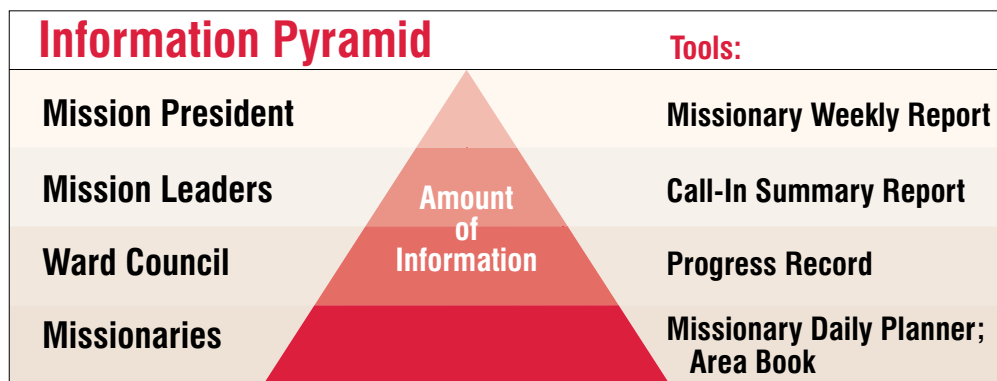 Information Pyramid
Tools:
Mission President
Missionary Weekly Report
Mission Leaders
Call-In Summary Report
Amount
of
Information
Ward Council
Progress Record
Missionaries
Missionary Daily Planner;
Area Book